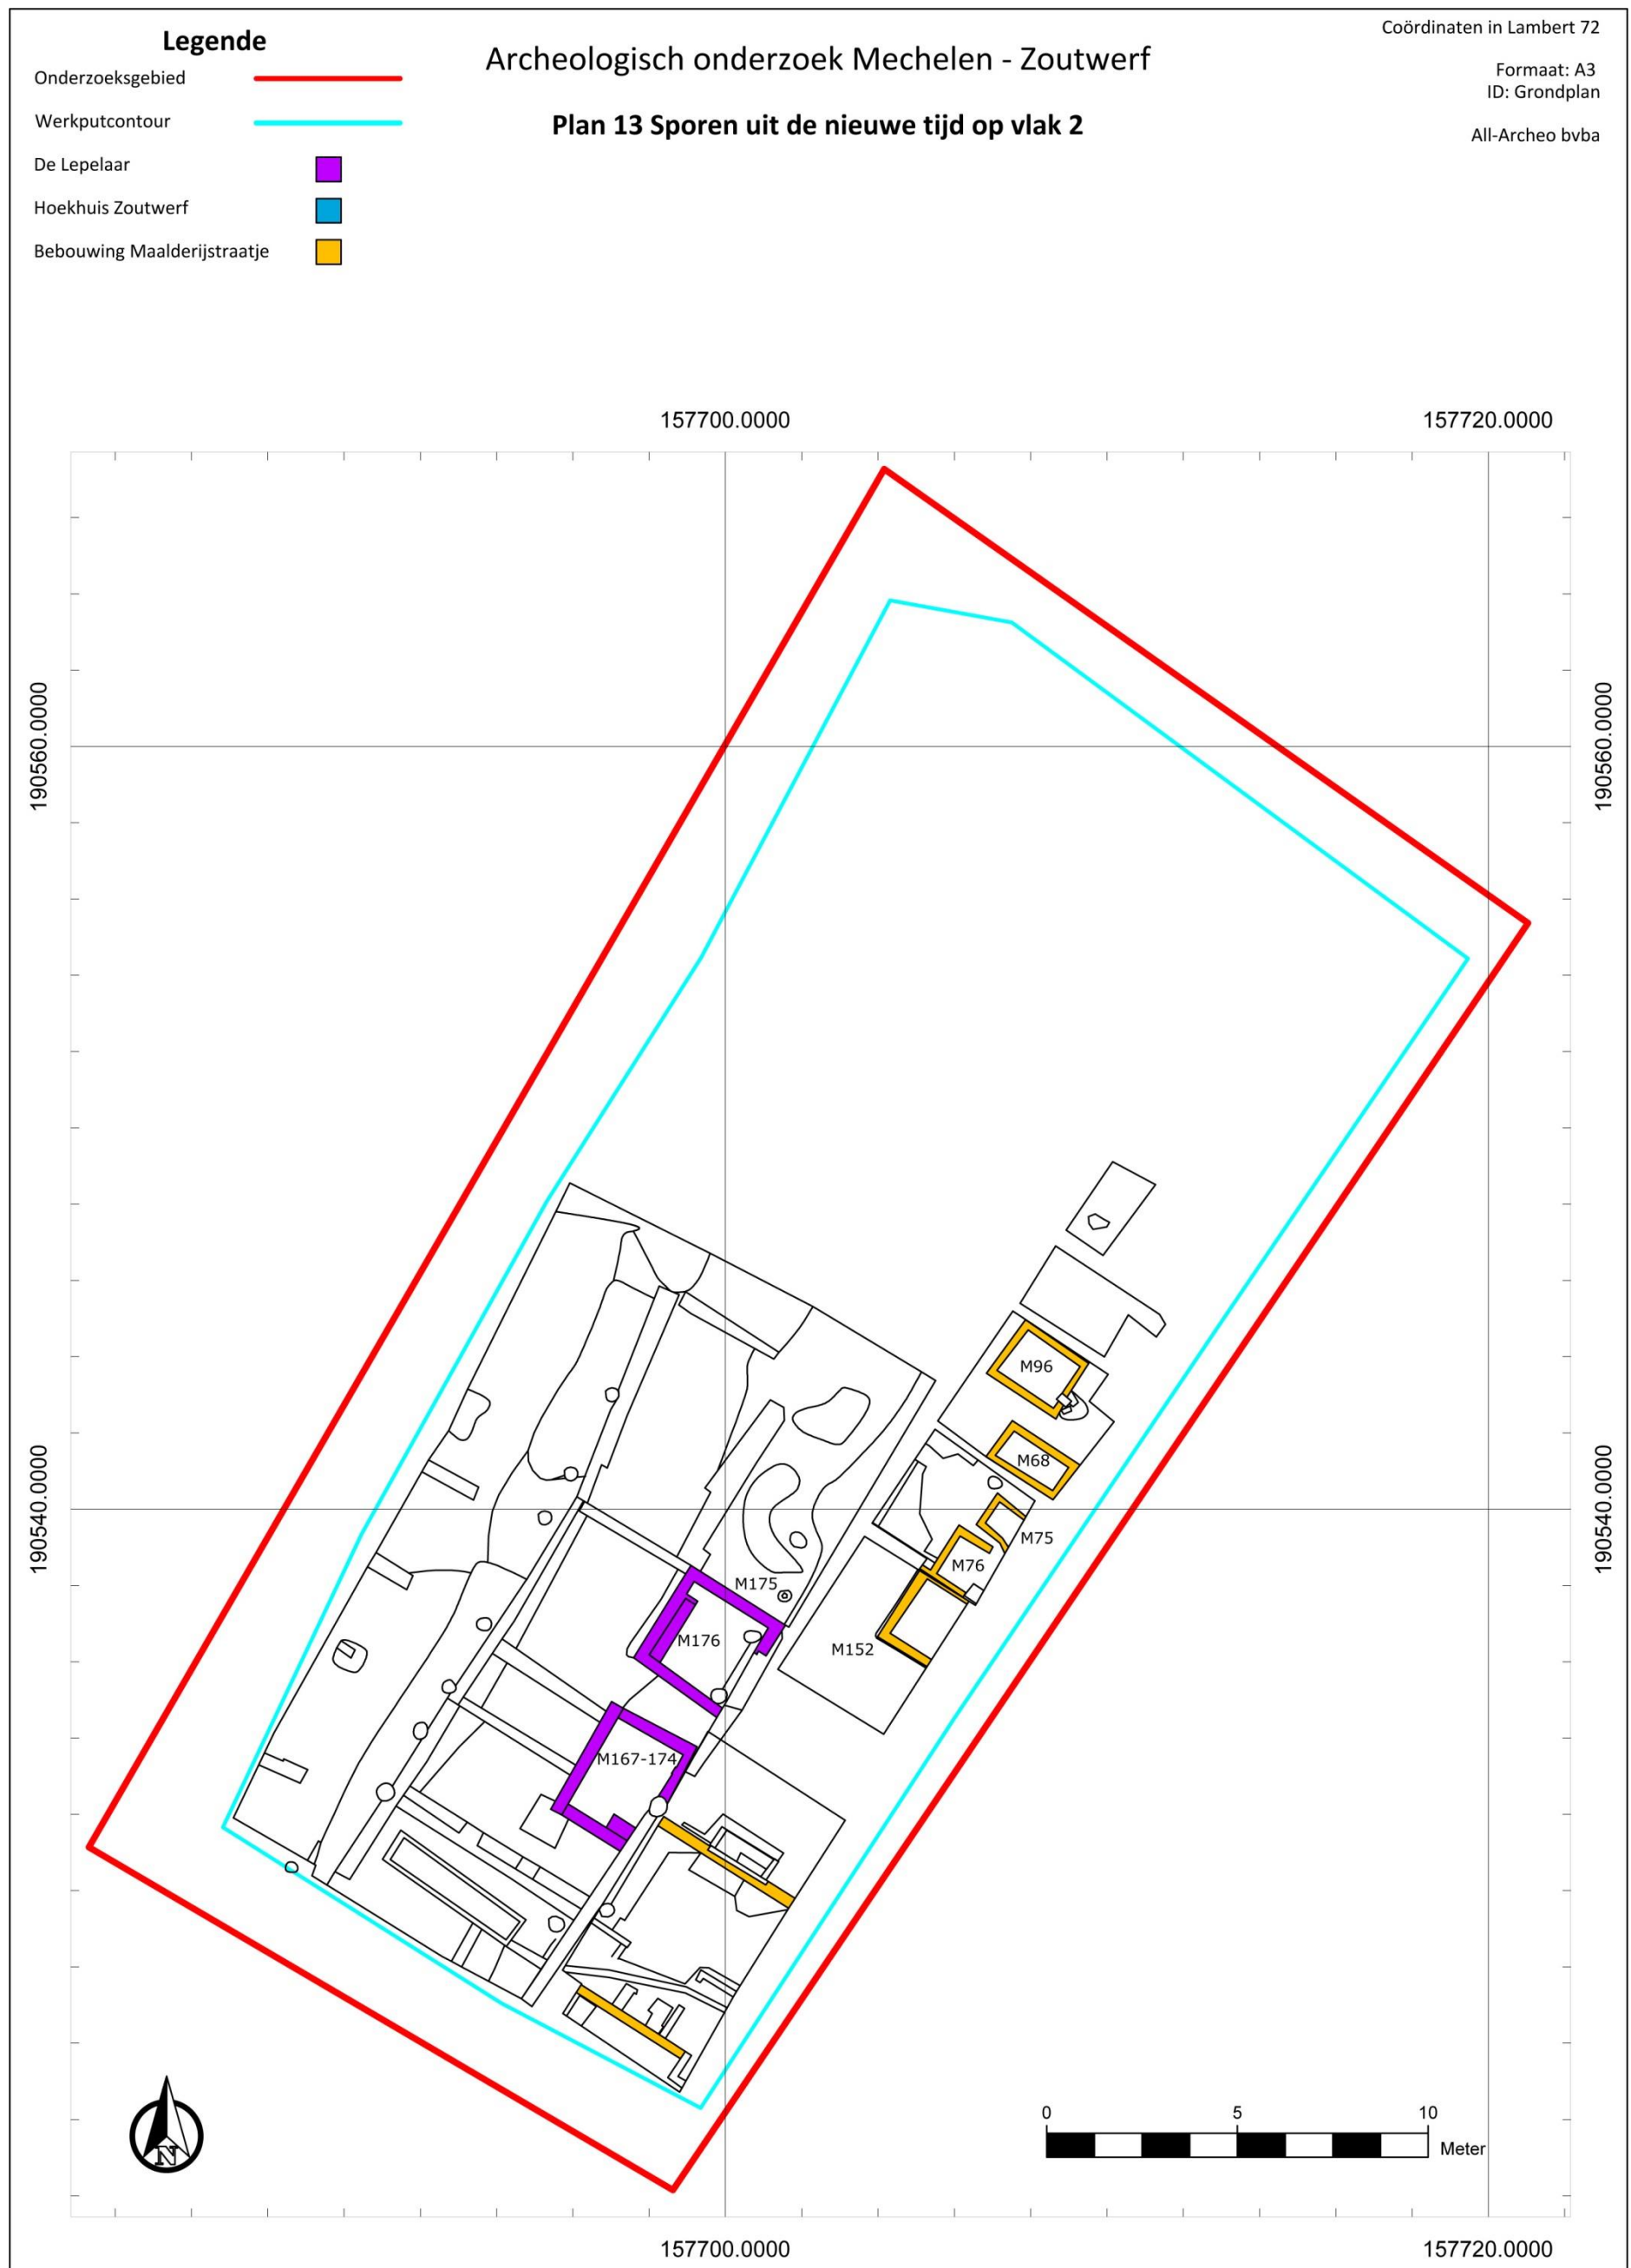 Legende
Onderzoeksgebied
Werkputcontour
De Lepelaar
Hoekhuis Zoutwerf
Bebouwing Maalderijstraatje
Archeologisch onderzoek Mechelen - Zoutwerf
Plan 13 Sporen uit de nieuwe tijd op vlak 2
Coördinaten in Lambert 72
Formaat: A3
ID: Grondplan
All-Archeo bvba
157700.0000
157720.0000
190560.0000
190560.0000
190540.0000
190540.0000
M96
M68
M75
M76
M175
M176
M152
M167-174
N
0
5
10
Meter
157700.0000
157720.0000